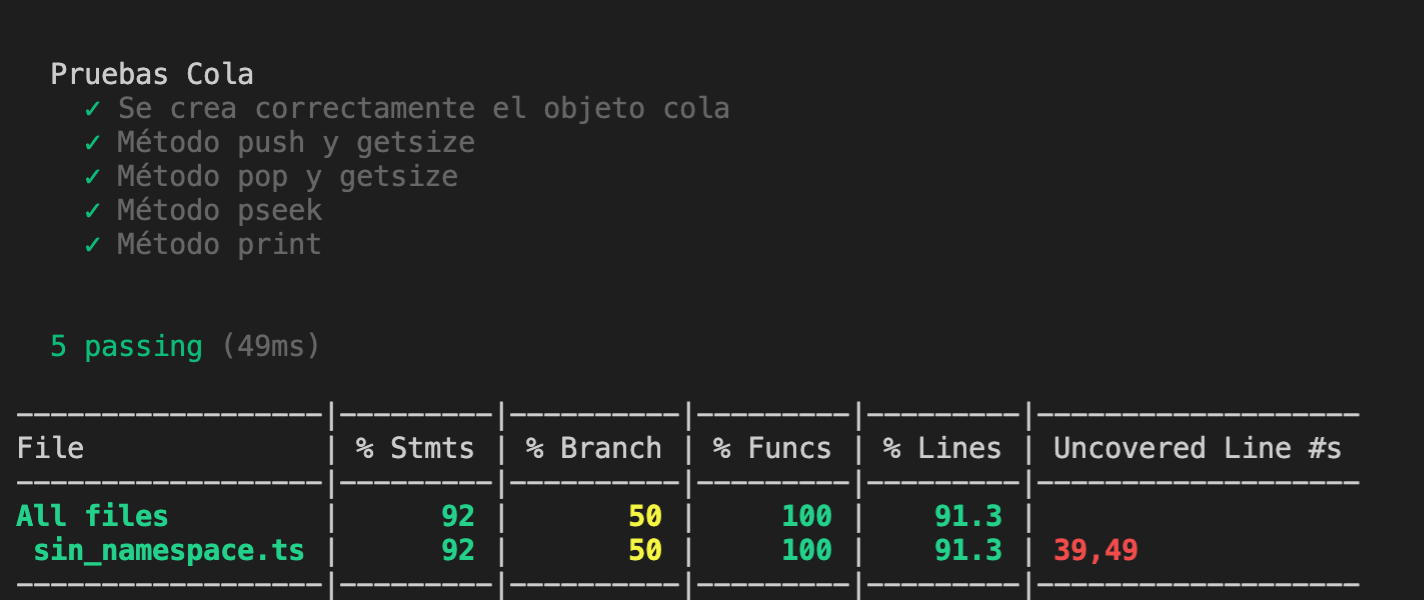 Pruebas Cola
✓ Se crea correctamente el objeto cola
✓ Método push y getsize
✓ Método pop y getsize
✓ Método pseek
✓ Método print
5 passing (49ms)
------------------|---------|----------|---------|---------|-------------------
File              | % Stmts | % Branch | % Funcs | % Lines | Uncovered Line #s
------------------|---------|----------|---------|---------|-------------------
All files         |      92 |       50 |     100 |    91.3 |
 sin_namespace.ts |      92 |       50 |     100 |    91.3 | 39,49
------------------|---------|----------|---------|---------|-------------------